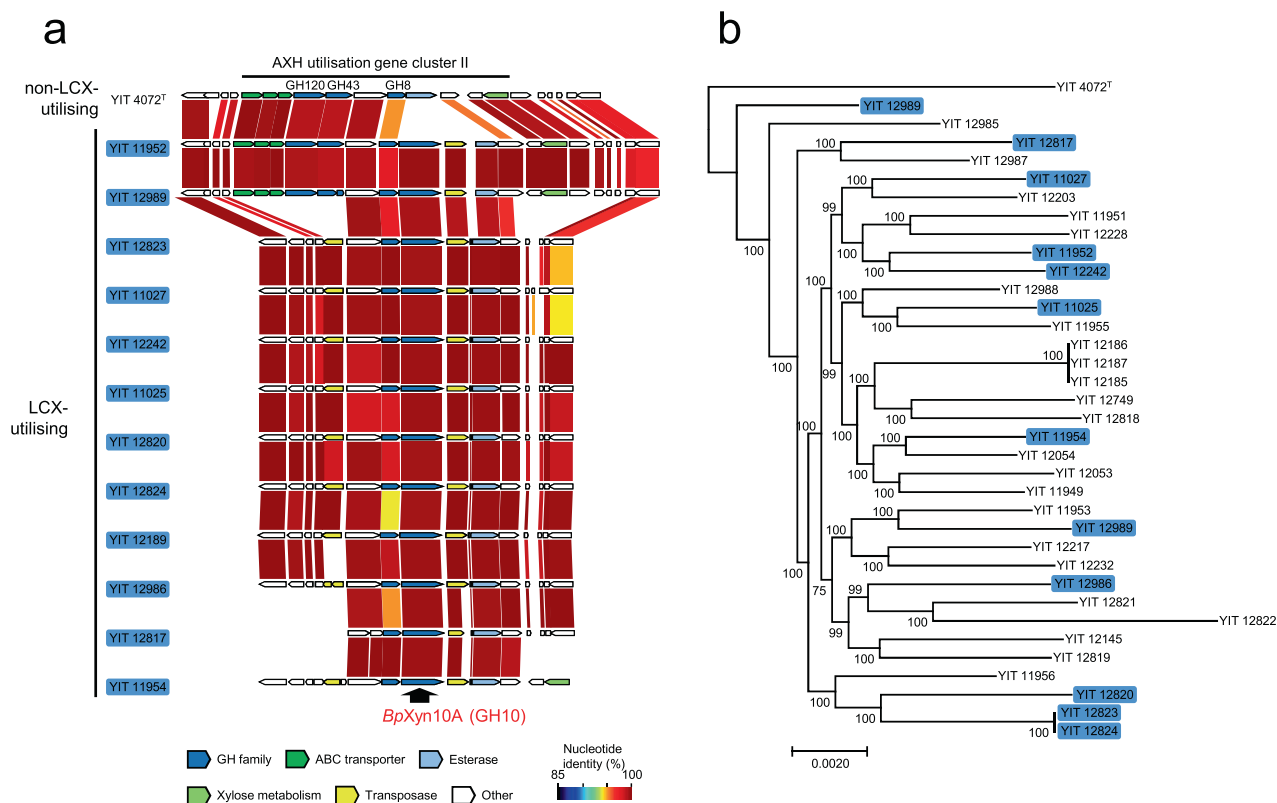 a
AXH utilisation gene cluster II
GH120
GH43
GH8
non-LCX-
utilising
YIT 4072ᵀ
LCX-
utilising
YIT 11952
YIT 12989
YIT 12823
YIT 11027
YIT 12242
YIT 11025
YIT 12820
YIT 12824
YIT 12189
YIT 12986
YIT 12817
YIT 11954
BpXyn10A (GH10)
GH family
ABC transporter
Esterase
Xylose metabolism
Transposase
Other
Nucleotide
identity (%)
85
100
b
YIT 4072ᵀ
YIT 12989
YIT 12985
100
YIT 12817
YIT 12987
100
YIT 11027
YIT 12203
99
100
YIT 11951
YIT 12228
100
100
YIT 11952
YIT 12242
100
100
YIT 12988
100
YIT 11025
YIT 11955
100
YIT 12186
YIT 12187
YIT 12185
100
100
99
100
YIT 12749
YIT 12818
100
100
YIT 11954
YIT 12054
100
100
YIT 12053
YIT 11949
100
100
YIT 11953
YIT 12989
100
100
YIT 12217
YIT 12232
100
100
75
YIT 12986
99
YIT 12821
YIT 12822
100
99
YIT 12145
YIT 12819
100
YIT 11956
100
YIT 12820
YIT 12823
YIT 12824
100
100
0.0020